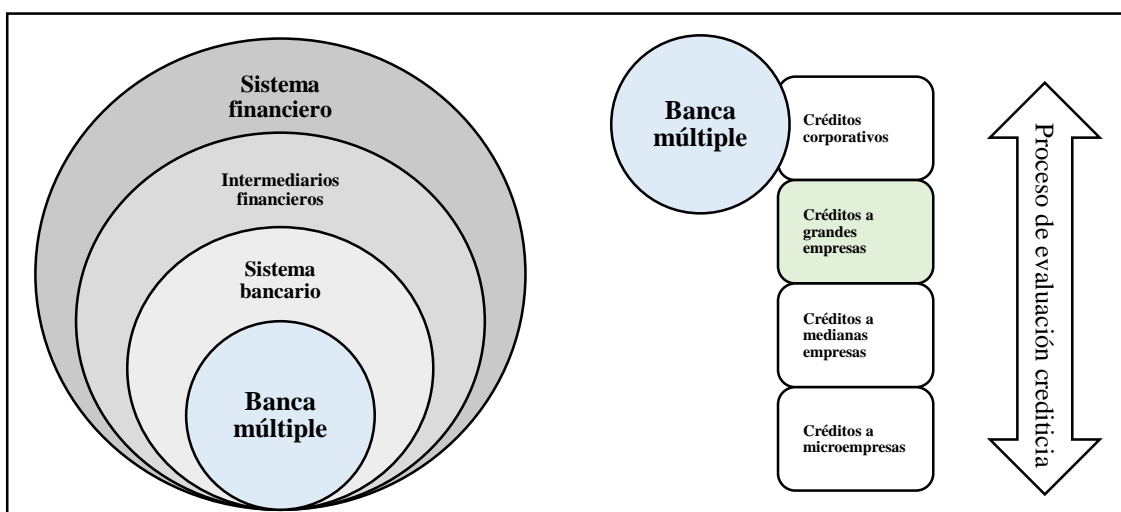 Sistema
financiero
Intermediarios
financieros
Sistema
bancario
Banca
múltiple
Banca
múltiple
Créditos
corporativos
Créditos a
grandes
empresas
Créditos a
medianas
empresas
Créditos a
microempresas
Proceso de evaluación crediticia